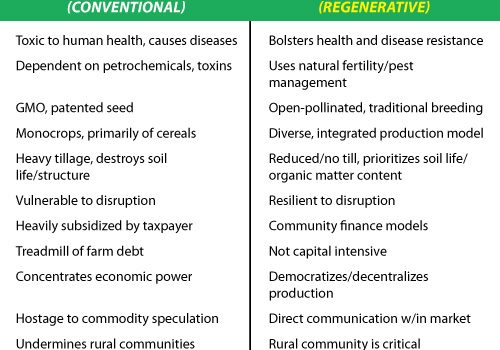 (CONVENTIONAL)
(REGENERATIVE)
Toxic to human health, causes diseases
Bolsters health and disease resistance
Dependent on petrochemicals, toxins
Uses natural fertility/pest
management
GMO, patented seed
Open-pollinated, traditional breeding
Monocrops, primarily of cereals
Diverse, integrated production model
Heavy tillage, destroys soil
life/structure
Reduced/no till, prioritizes soil life/
organic matter content
Vulnerable to disruption
Resilient to disruption
Heavily subsidized by taxpayer
Community finance models
Treadmill of farm debt
Not capital intensive
Concentrates economic power
Democratizes/decentralizes
production
Hostage to commodity speculation
Direct communication w/in market
Undermines rural communities
Rural community is critical